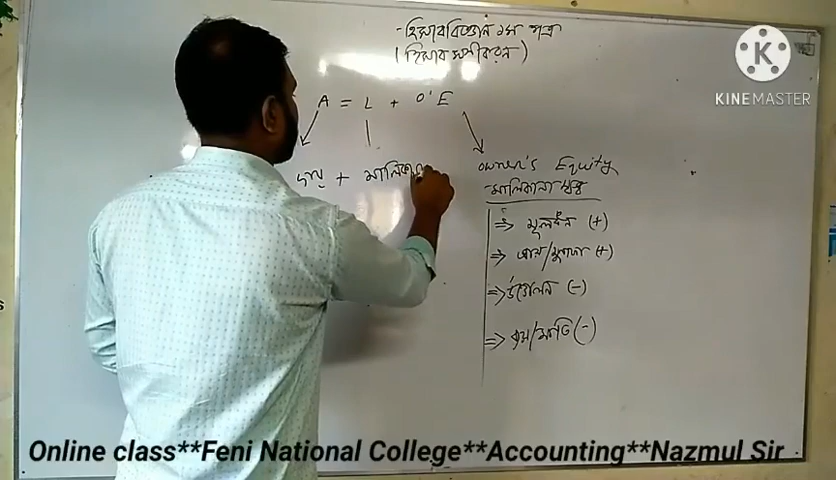 হিসাববিজ্ঞান ১ম পত্র
(হিসাব সমীকরণ)
KINEMASTER
A = L + O'E
দায় + মালিকানা
owner's Equity
মালিকানা স্বত্ব
⇒ মূলধন (+)
⇒ আয়/মুনাফা (+)
⇒ উত্তোলন (-)
⇒ ব্যয়/ক্ষতি (-)
Online class**Feni National College**Accounting**Nazmul Sir